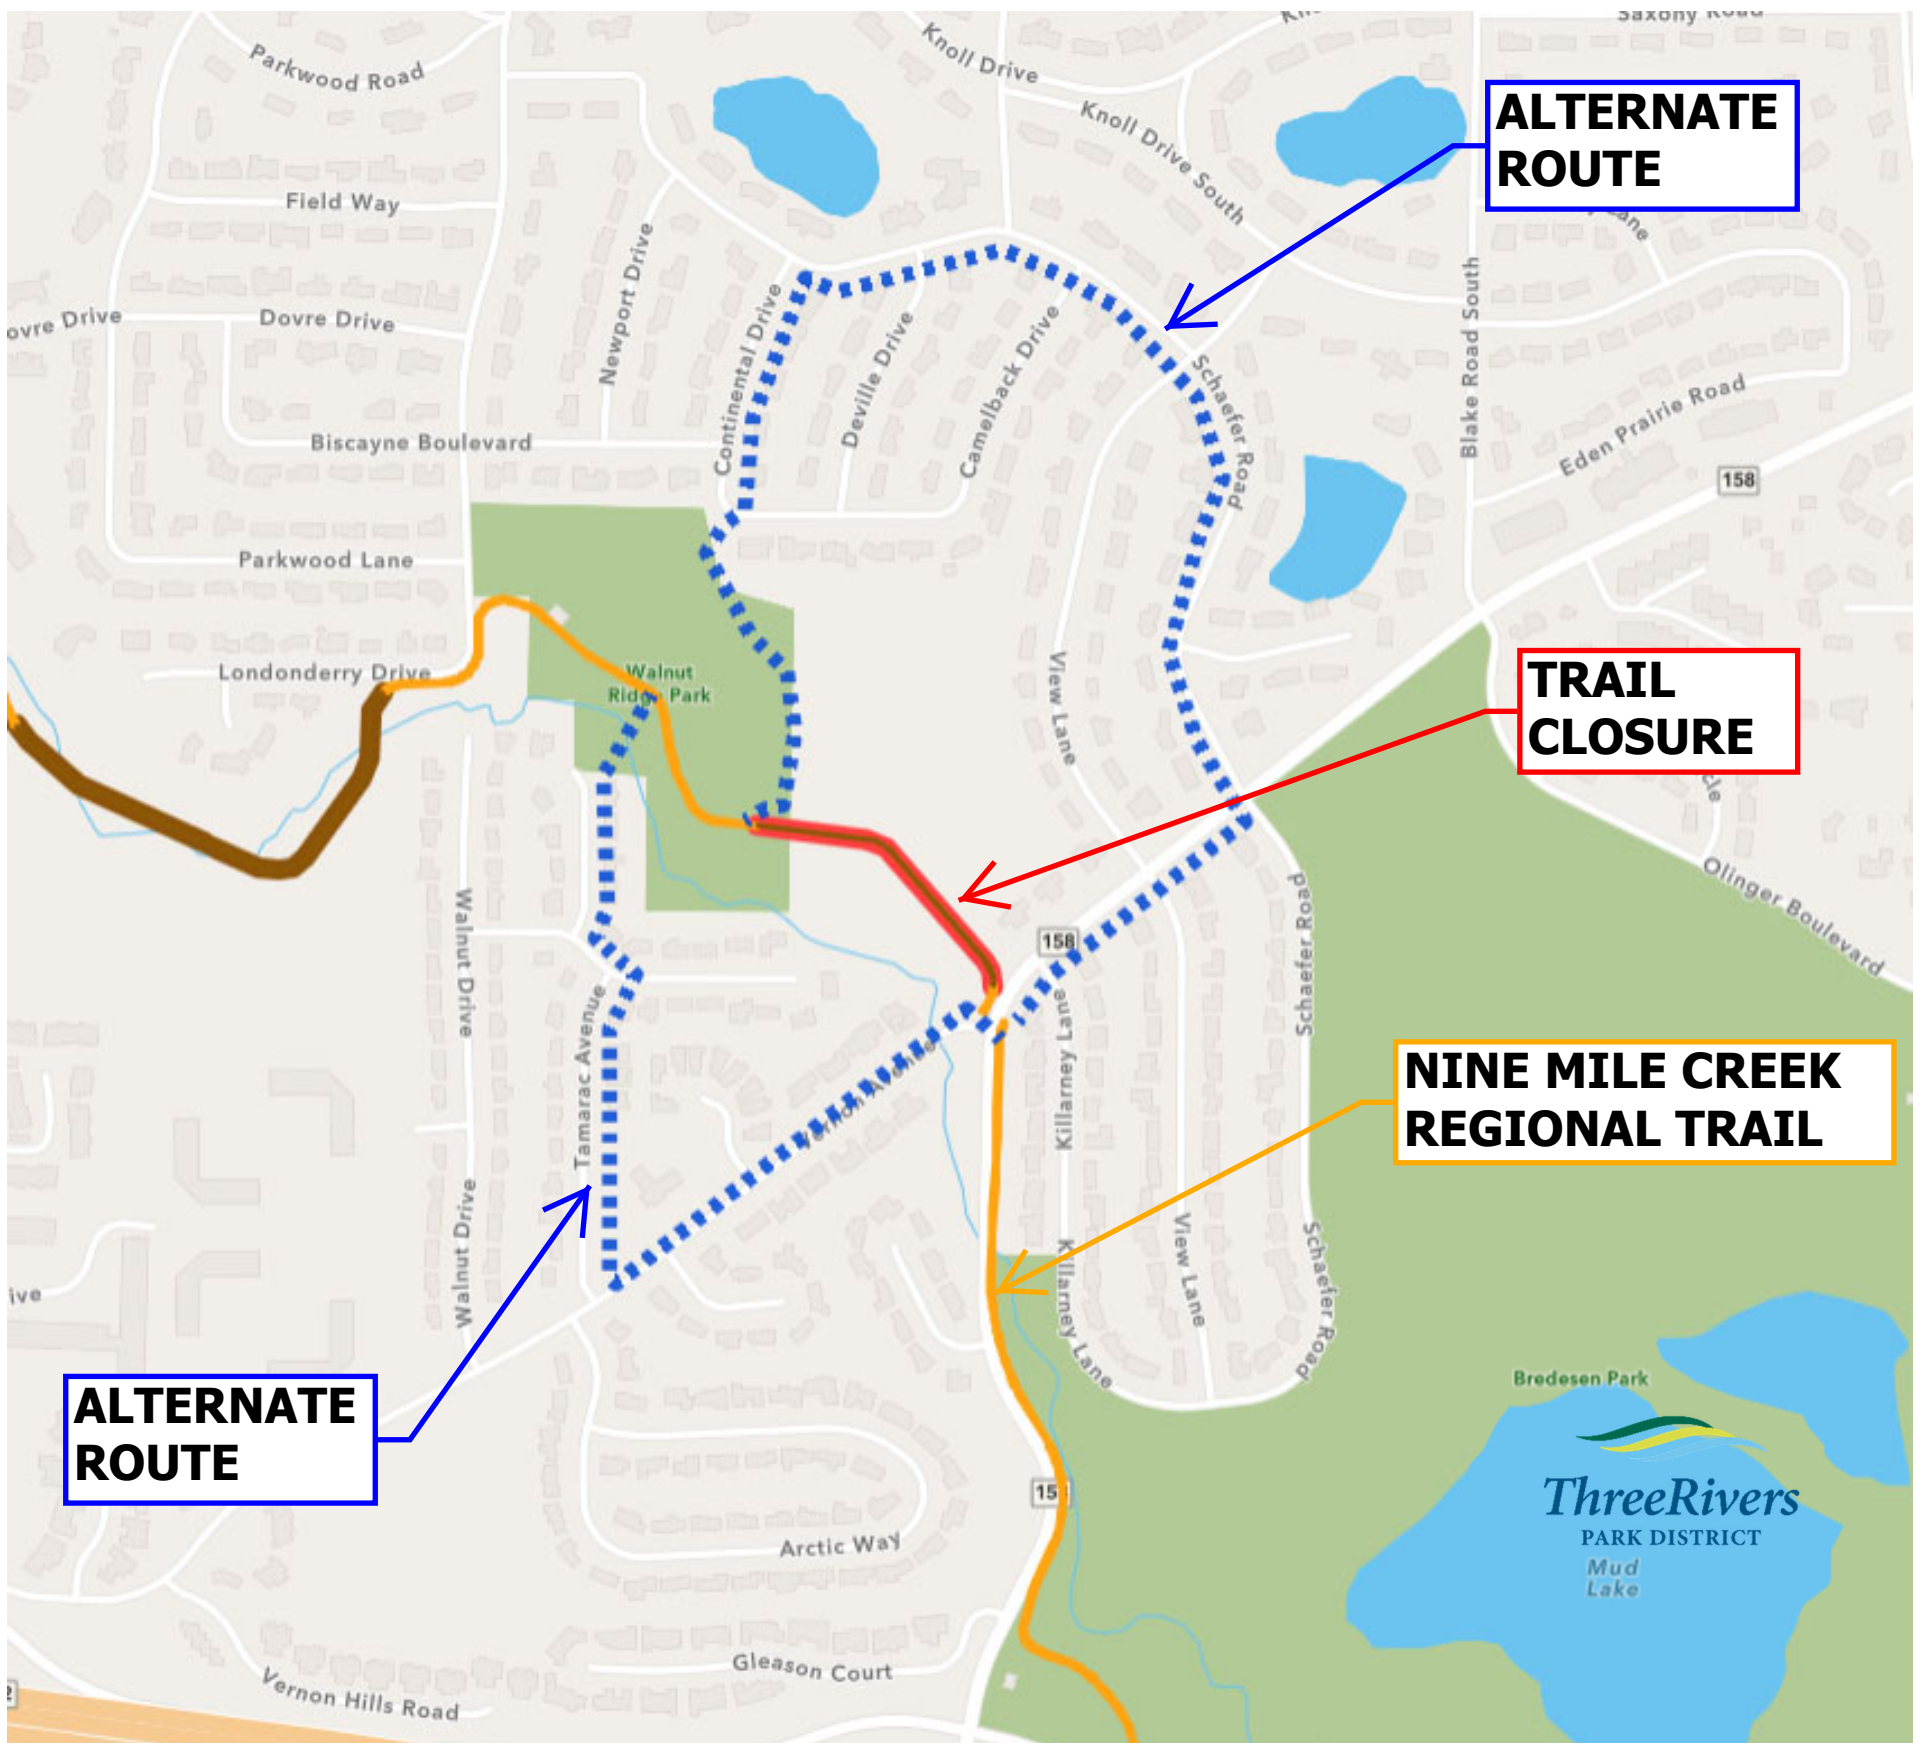 Saxony Road
Parkwood Road
Knoll Drive
Knoll Drive South
ALTERNATE
ROUTE
Field Way
Newport Drive
Continental Drive
Dovre Drive
Deville Drive
Camelback Drive
Schaefer Road
Blake Road South
Eden Prairie Road
158
Biscayne Boulevard
Parkwood Lane
Londonderry Drive
Walnut
Ridge Park
View Lane
TRAIL
CLOSURE
Olinger Boulevard
Walnut Drive
158
Schaefer Road
Tamarac Avenue
Vernon Avenue
Killarney Lane
NINE MILE CREEK
REGIONAL TRAIL
Walnut Drive
View Lane
Killarney Lane
Schaefer Road
ALTERNATE
ROUTE
Bredesen Park
ThreeRivers
PARK DISTRICT
Mud
Lake
Arctic Way
Gleason Court
Vernon Hills Road